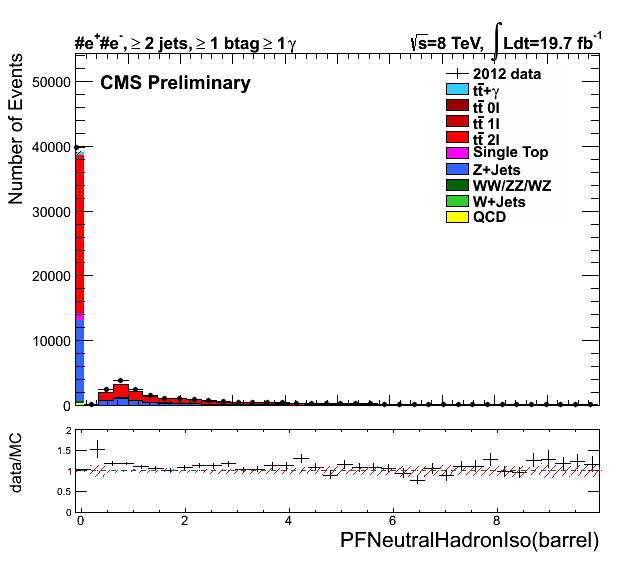 #e⁺#e⁻, ≥ 2 jets, ≥ 1 btag ≥ 1 γ
√s=8 TeV, ∫Ldt=19.7 fb⁻¹
Number of Events
50000
40000
30000
20000
10000
0
CMS Preliminary
2012 data
tt̄+γ
tt̄ 0l
tt̄ 1l
tt̄ 2l
Single Top
Z+Jets
WW/ZZ/WZ
W+Jets
QCD
data/MC
2
1.5
1
0.5
0
0 2 4 6 8
PFNeutralHadronIso(barrel)